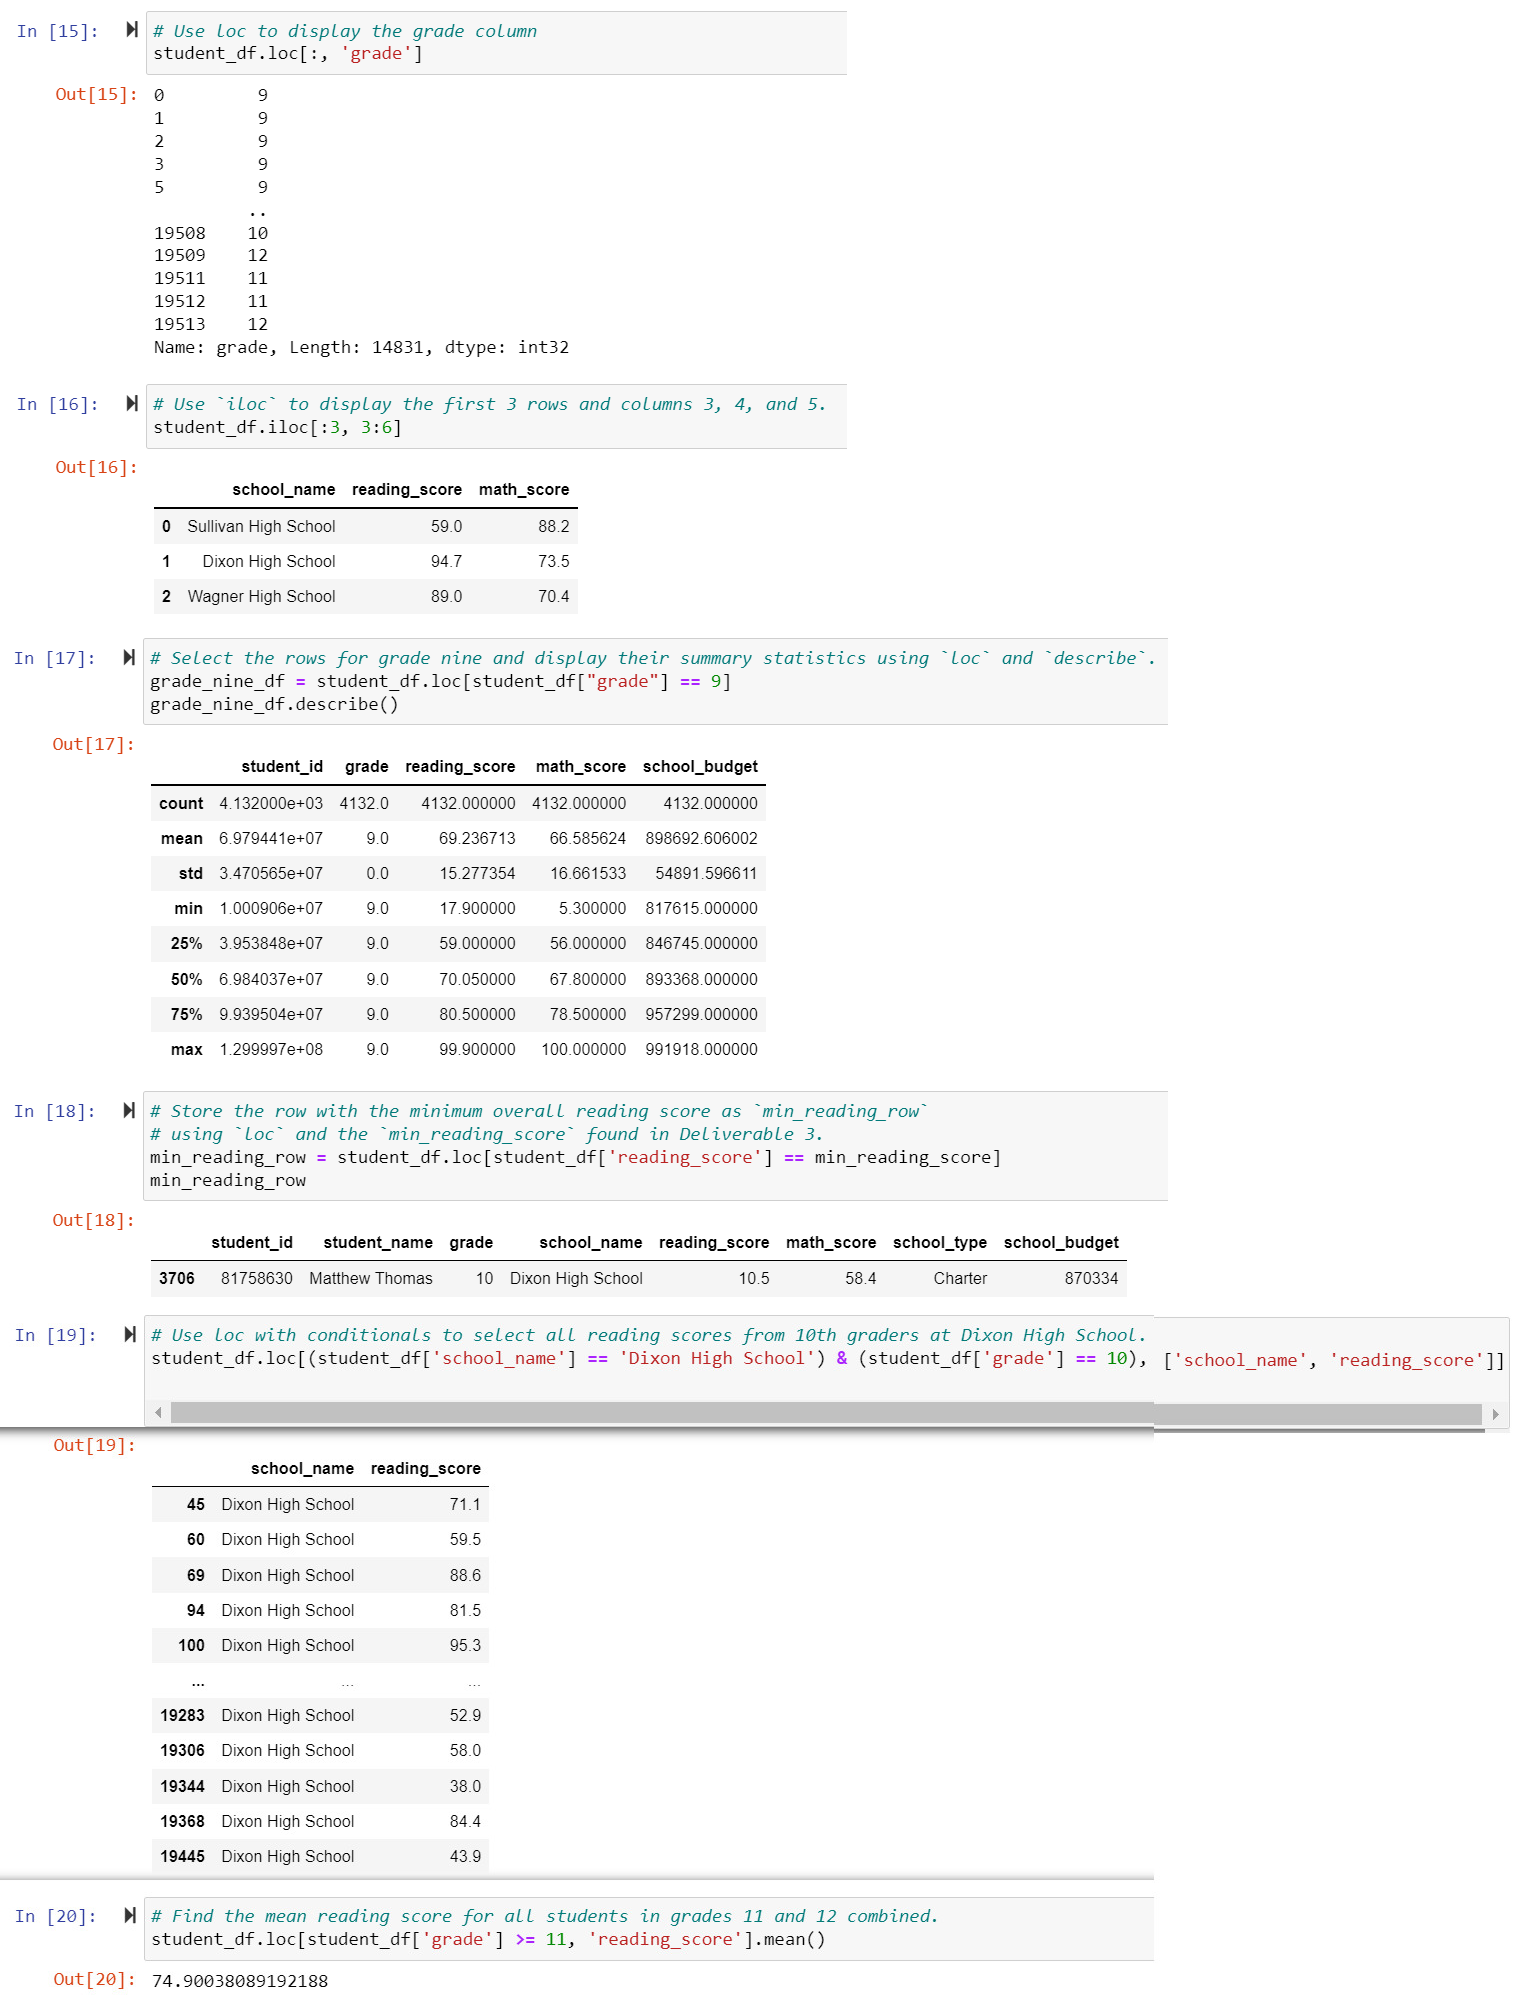 In [15]: # Use loc to display the grade column
student_df.loc[:, 'grade']
Out[15]: 0 9
1 9
2 9
3 9
5 9
..
19508 10
19509 12
19511 11
19512 11
19513 12
Name: grade, Length: 14831, dtype: int32
In [16]: # Use `iloc` to display the first 3 rows and columns 3, 4, and 5.
student_df.iloc[:3, 3:6]
Out[16]:
school_name reading_score math_score
0 Sullivan High School 59.0 88.2
1 Dixon High School 94.7 73.5
2 Wagner High School 89.0 70.4
In [17]: # Select the rows for grade nine and display their summary statistics using `loc` and `describe`.
grade_nine_df = student_df.loc[student_df["grade"] == 9]
grade_nine_df.describe()
Out[17]:
student_id grade reading_score math_score school_budget
count 4.132000e+03 4132.0 4132.000000 4132.000000 4132.000000
mean 6.979441e+07 9.0 69.236713 66.585624 898692.606002
std 3.470565e+07 0.0 15.277354 16.661533 54891.596611
min 1.000906e+07 9.0 17.900000 5.300000 817615.000000
25% 3.953848e+07 9.0 59.000000 56.000000 846745.000000
50% 6.984037e+07 9.0 70.050000 67.800000 893368.000000
75% 9.939504e+07 9.0 80.500000 78.500000 957299.000000
max 1.299997e+08 9.0 99.900000 100.000000 991918.000000
In [18]: # Store the row with the minimum overall reading score as `min_reading_row`
# using `loc` and the `min_reading_score` found in Deliverable 3.
min_reading_row = student_df.loc[student_df['reading_score'] == min_reading_score]
min_reading_row
Out[18]:
student_id student_name grade school_name reading_score math_score school_type school_budget
3706 81758630 Matthew Thomas 10 Dixon High School 10.5 58.4 Charter 870334
In [19]: # Use loc with conditionals to select all reading scores from 10th graders at Dixon High School.
student_df.loc[(student_df['school_name'] == 'Dixon High School') & (student_df['grade'] == 10), ['school_name', 'reading_score']]
Out[19]:
school_name reading_score
45 Dixon High School 71.1
60 Dixon High School 59.5
69 Dixon High School 88.6
94 Dixon High School 81.5
100 Dixon High School 95.3
... ... ...
19283 Dixon High School 52.9
19306 Dixon High School 58.0
19344 Dixon High School 38.0
19368 Dixon High School 84.4
19445 Dixon High School 43.9
In [20]: # Find the mean reading score for all students in grades 11 and 12 combined.
student_df.loc[student_df['grade'] >= 11, 'reading_score'].mean()
Out[20]: 74.90038089192188